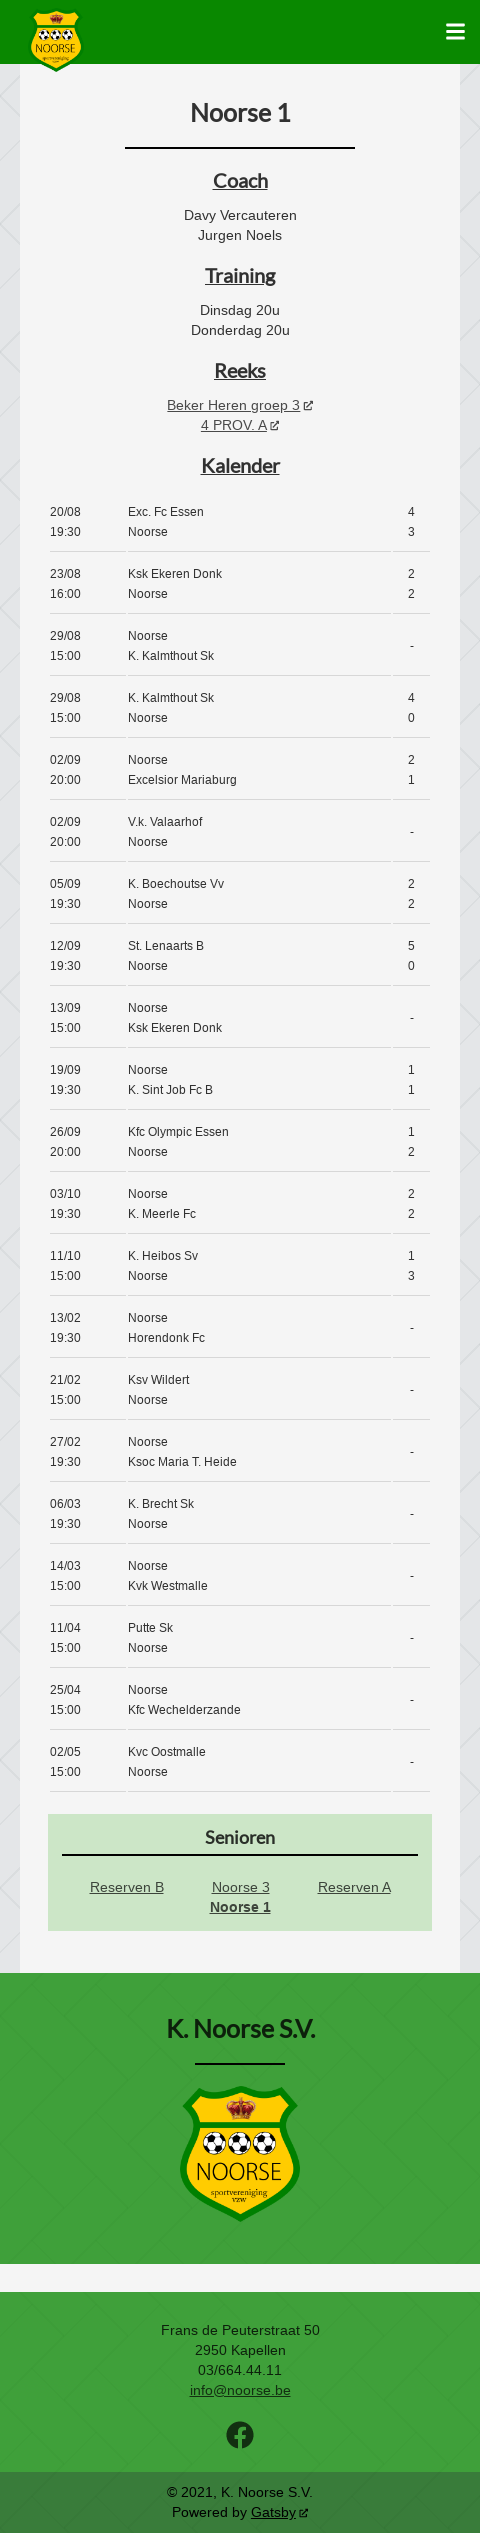 NOORSE
sportvereniging
vzw
Noorse 1
Coach
Davy Vercauteren
Jurgen Noels
Training
Dinsdag 20u
Donderdag 20u
Reeks
Beker Heren groep 3
4 PROV. A
Kalender
20/08 Exc. Fc Essen 4
19:30 Noorse 3
23/08 Ksk Ekeren Donk 2
16:00 Noorse 2
29/08 Noorse
-
15:00 K. Kalmthout Sk
29/08 K. Kalmthout Sk 4
15:00 Noorse 0
02/09 Noorse 2
20:00 Excelsior Mariaburg 1
02/09 V.k. Valaarhof
-
20:00 Noorse
05/09 K. Boechoutse Vv 2
19:30 Noorse 2
12/09 St. Lenaarts B 5
19:30 Noorse 0
13/09 Noorse
-
15:00 Ksk Ekeren Donk
19/09 Noorse 1
19:30 K. Sint Job Fc B 1
26/09 Kfc Olympic Essen 1
20:00 Noorse 2
03/10 Noorse 2
19:30 K. Meerle Fc 2
11/10 K. Heibos Sv 1
15:00 Noorse 3
13/02 Noorse
-
19:30 Horendonk Fc
21/02 Ksv Wildert
-
15:00 Noorse
27/02 Noorse
-
19:30 Ksoc Maria T. Heide
06/03 K. Brecht Sk
-
19:30 Noorse
14/03 Noorse
-
15:00 Kvk Westmalle
11/04 Putte Sk
-
15:00 Noorse
25/04 Noorse
-
15:00 Kfc Wechelderzande
02/05 Kvc Oostmalle
-
15:00 Noorse
Senioren
Reserven B Noorse 3 Reserven A
Noorse 1
K. Noorse S.V.
NOORSE
sportvereniging
vzw
Frans de Peuterstraat 50
2950 Kapellen
03/664.44.11
info@noorse.be
© 2021, K. Noorse S.V.
Powered by Gatsby